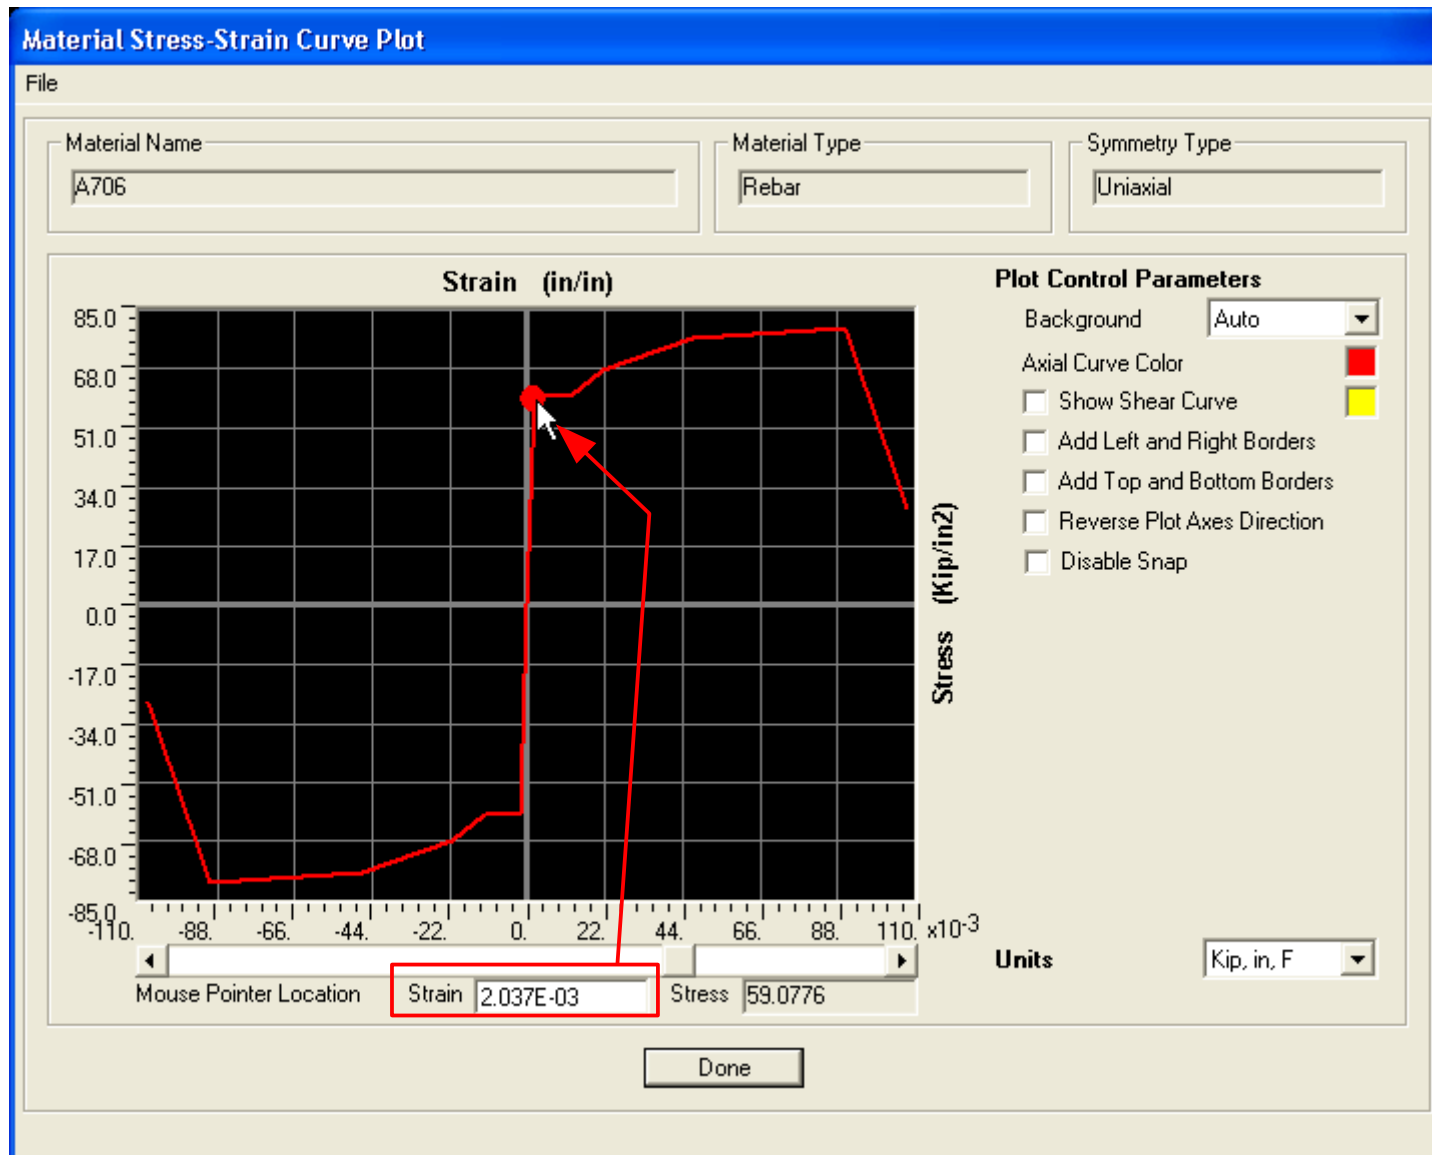 Material Stress-Strain Curve Plot
File
Material Name
A706
Material Type
Rebar
Symmetry Type
Uniaxial
Strain (in/in)
85.0
68.0
51.0
34.0
17.0
0.0
-17.0
-34.0
-51.0
-68.0
-85.0
-110. -88. -66. -44. -22. 0. 22. 44. 66. 88. 110. x10-3
Stress (Kip/in2)
Mouse Pointer Location Strain 2.037E-03 Stress 59.0776
Plot Control Parameters
Background Auto
Axial Curve Color
Show Shear Curve
Add Left and Right Borders
Add Top and Bottom Borders
Reverse Plot Axes Direction
Disable Snap
Units Kip, in, F
Done